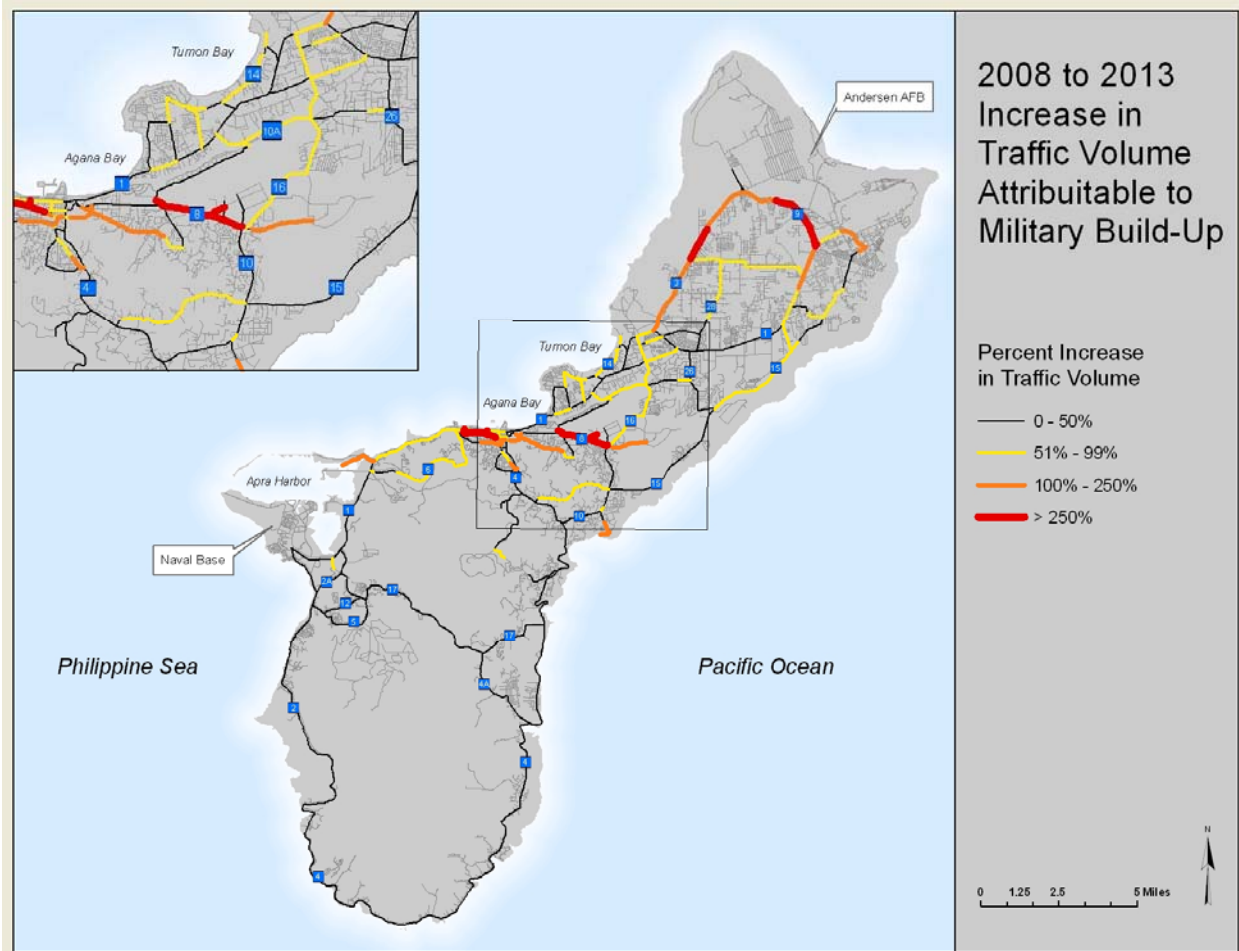 Tumon Bay
14
26
10A
Agana Bay
1
16
8
10
4
15
2008 to 2013
Increase in
Traffic Volume
Attribuitable to
Military Build-Up
Percent Increase
in Traffic Volume
0 - 50%
51% - 99%
100% - 250%
> 250%
Andersen AFB
9
3
28
1
Tumon Bay
14
26
15
Agana Bay
1
16
8
6
4
Apra Harbor
15
1
10
Naval Base
2A
17
12
5
17
Philippine Sea
Pacific Ocean
4A
2
4
4
N
0 1.25 2.5 5 Miles